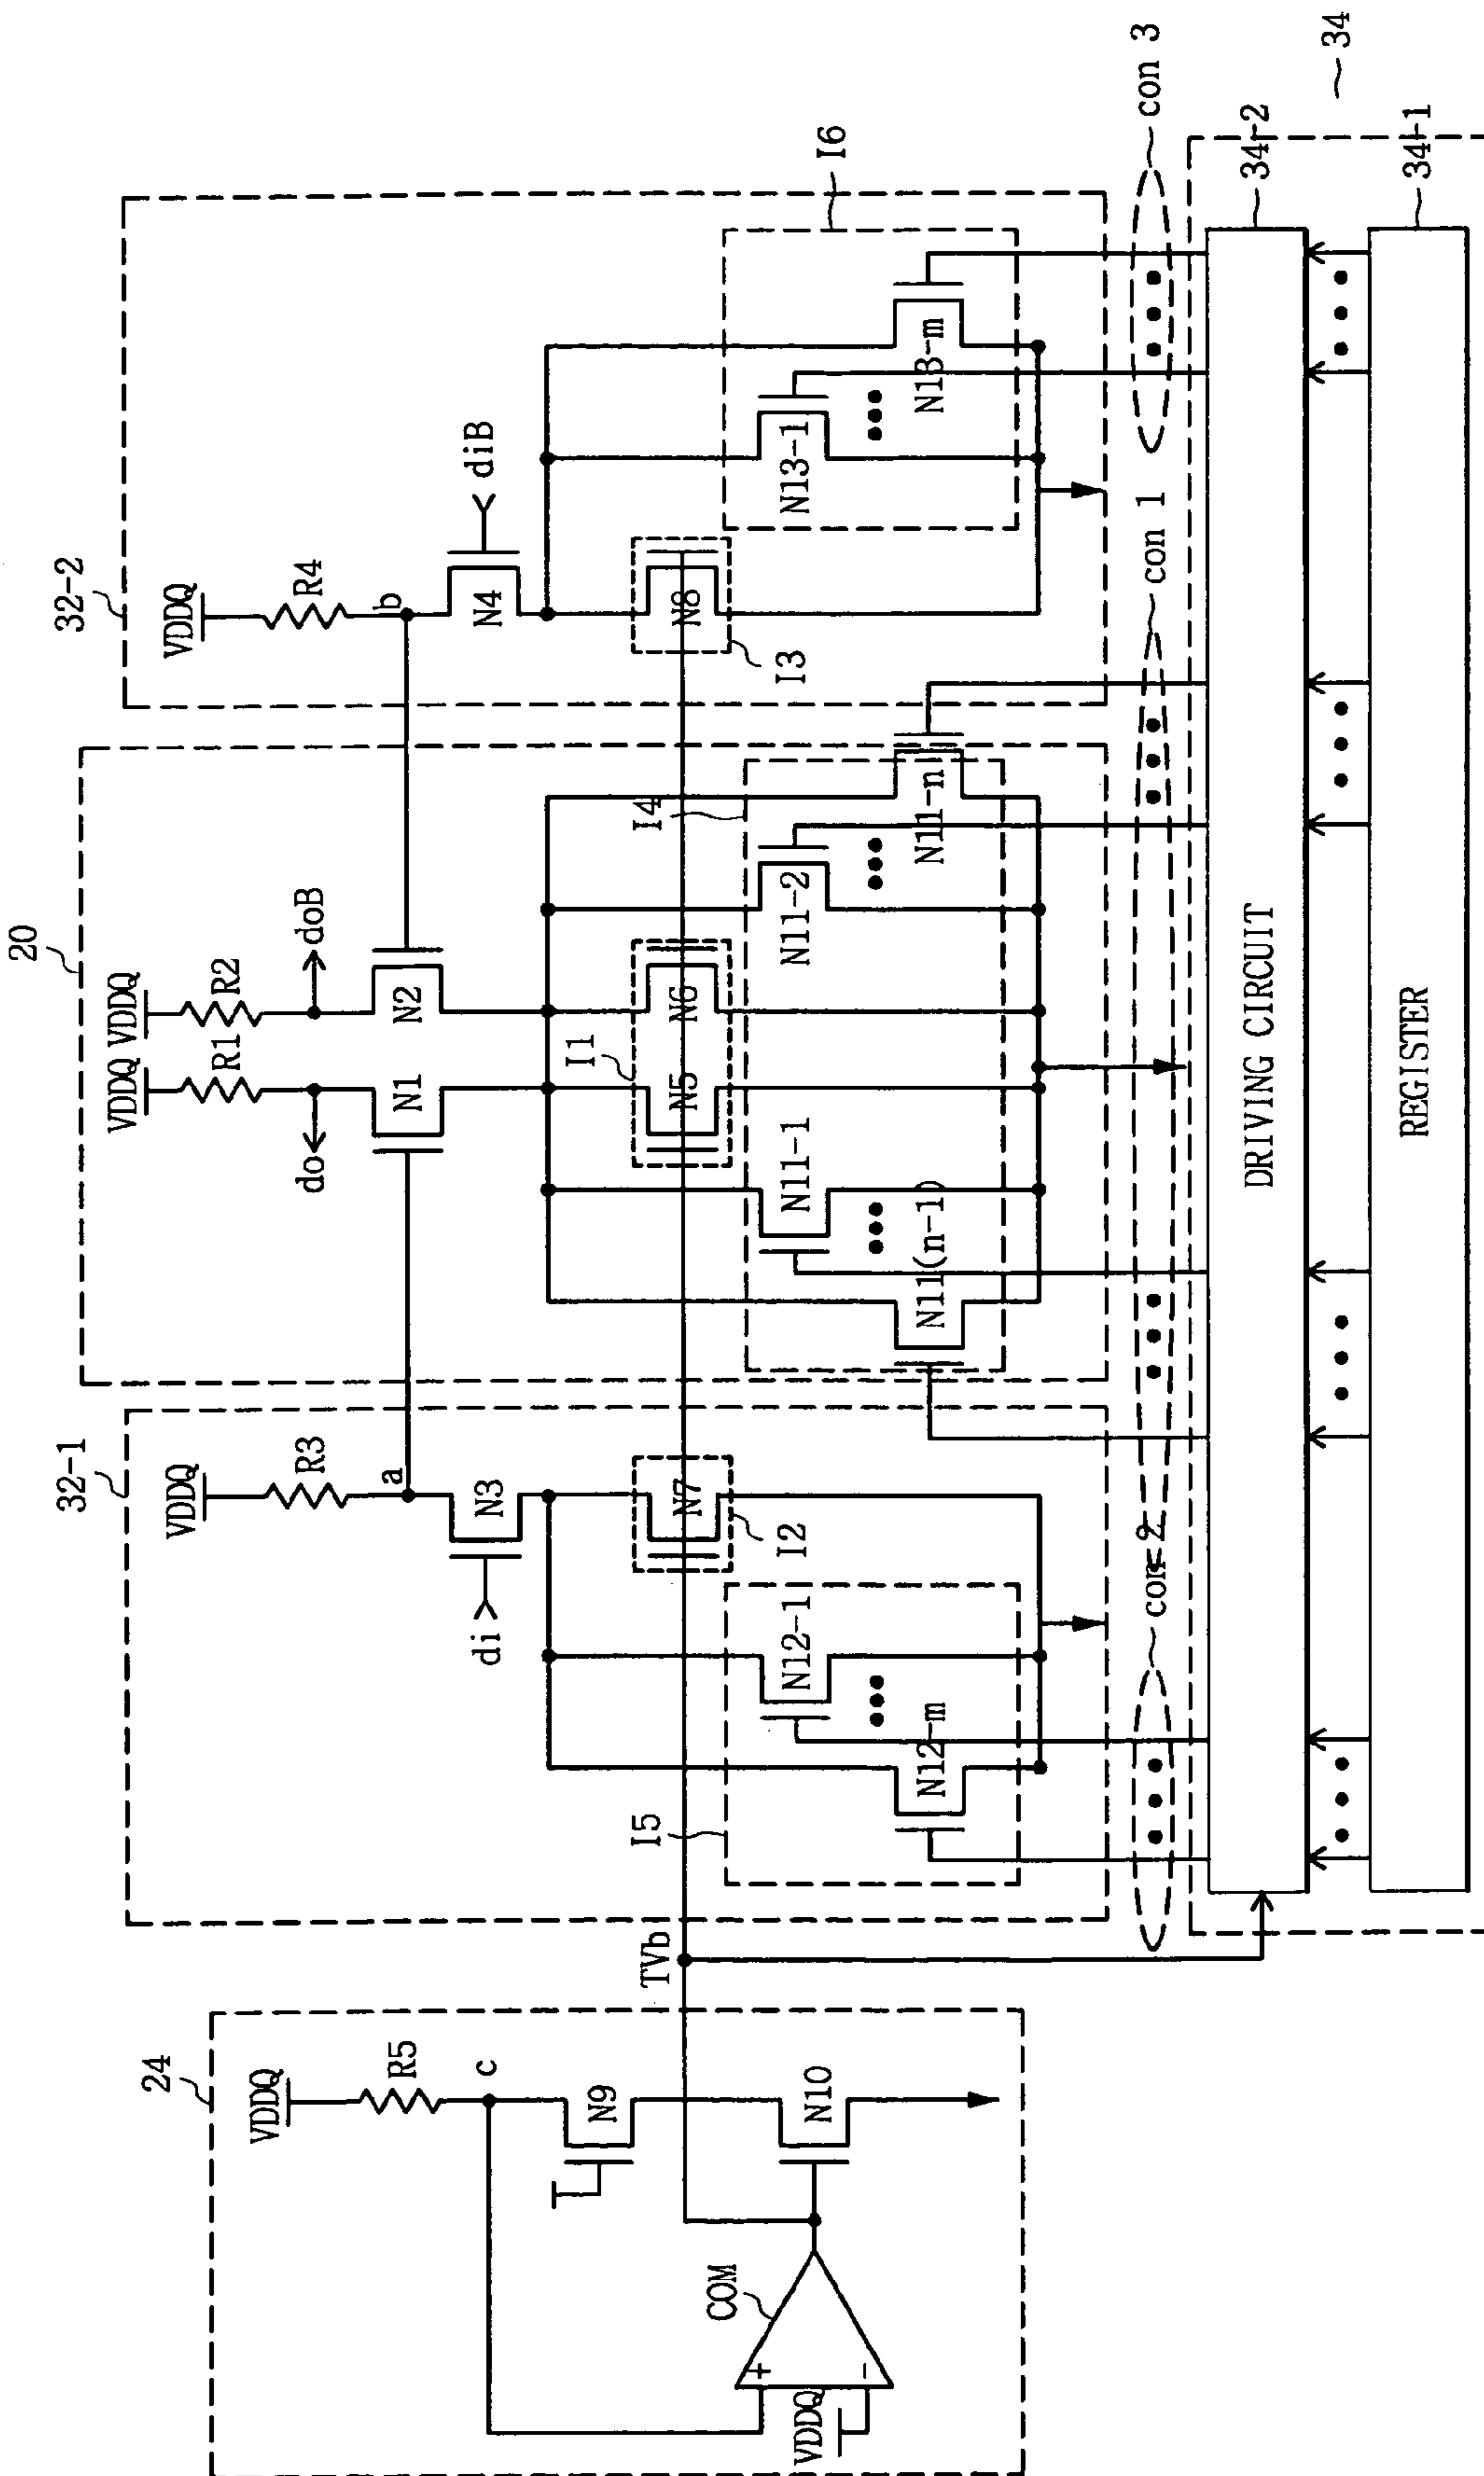 24
VDDQ
R5
c
N9
N10
COM
+
-
VDDQ
TVb
32-1
VDDQ
R3
a
di
N3
N7
I2
I5
N12-1
N12-m
20
VDDQ
VDDQ
R1
R2
do
doB
N1
N2
I1
N5
N6
I4
N11-1
N11(n-1)
N11-2
N11-n
32-2
VDDQ
R4
b
N4
diB
N8
I3
I6
N13-1
N13-m
con 2
con 1
con 3
34
34-2
DRIVING CIRCUIT
34-1
REGISTER